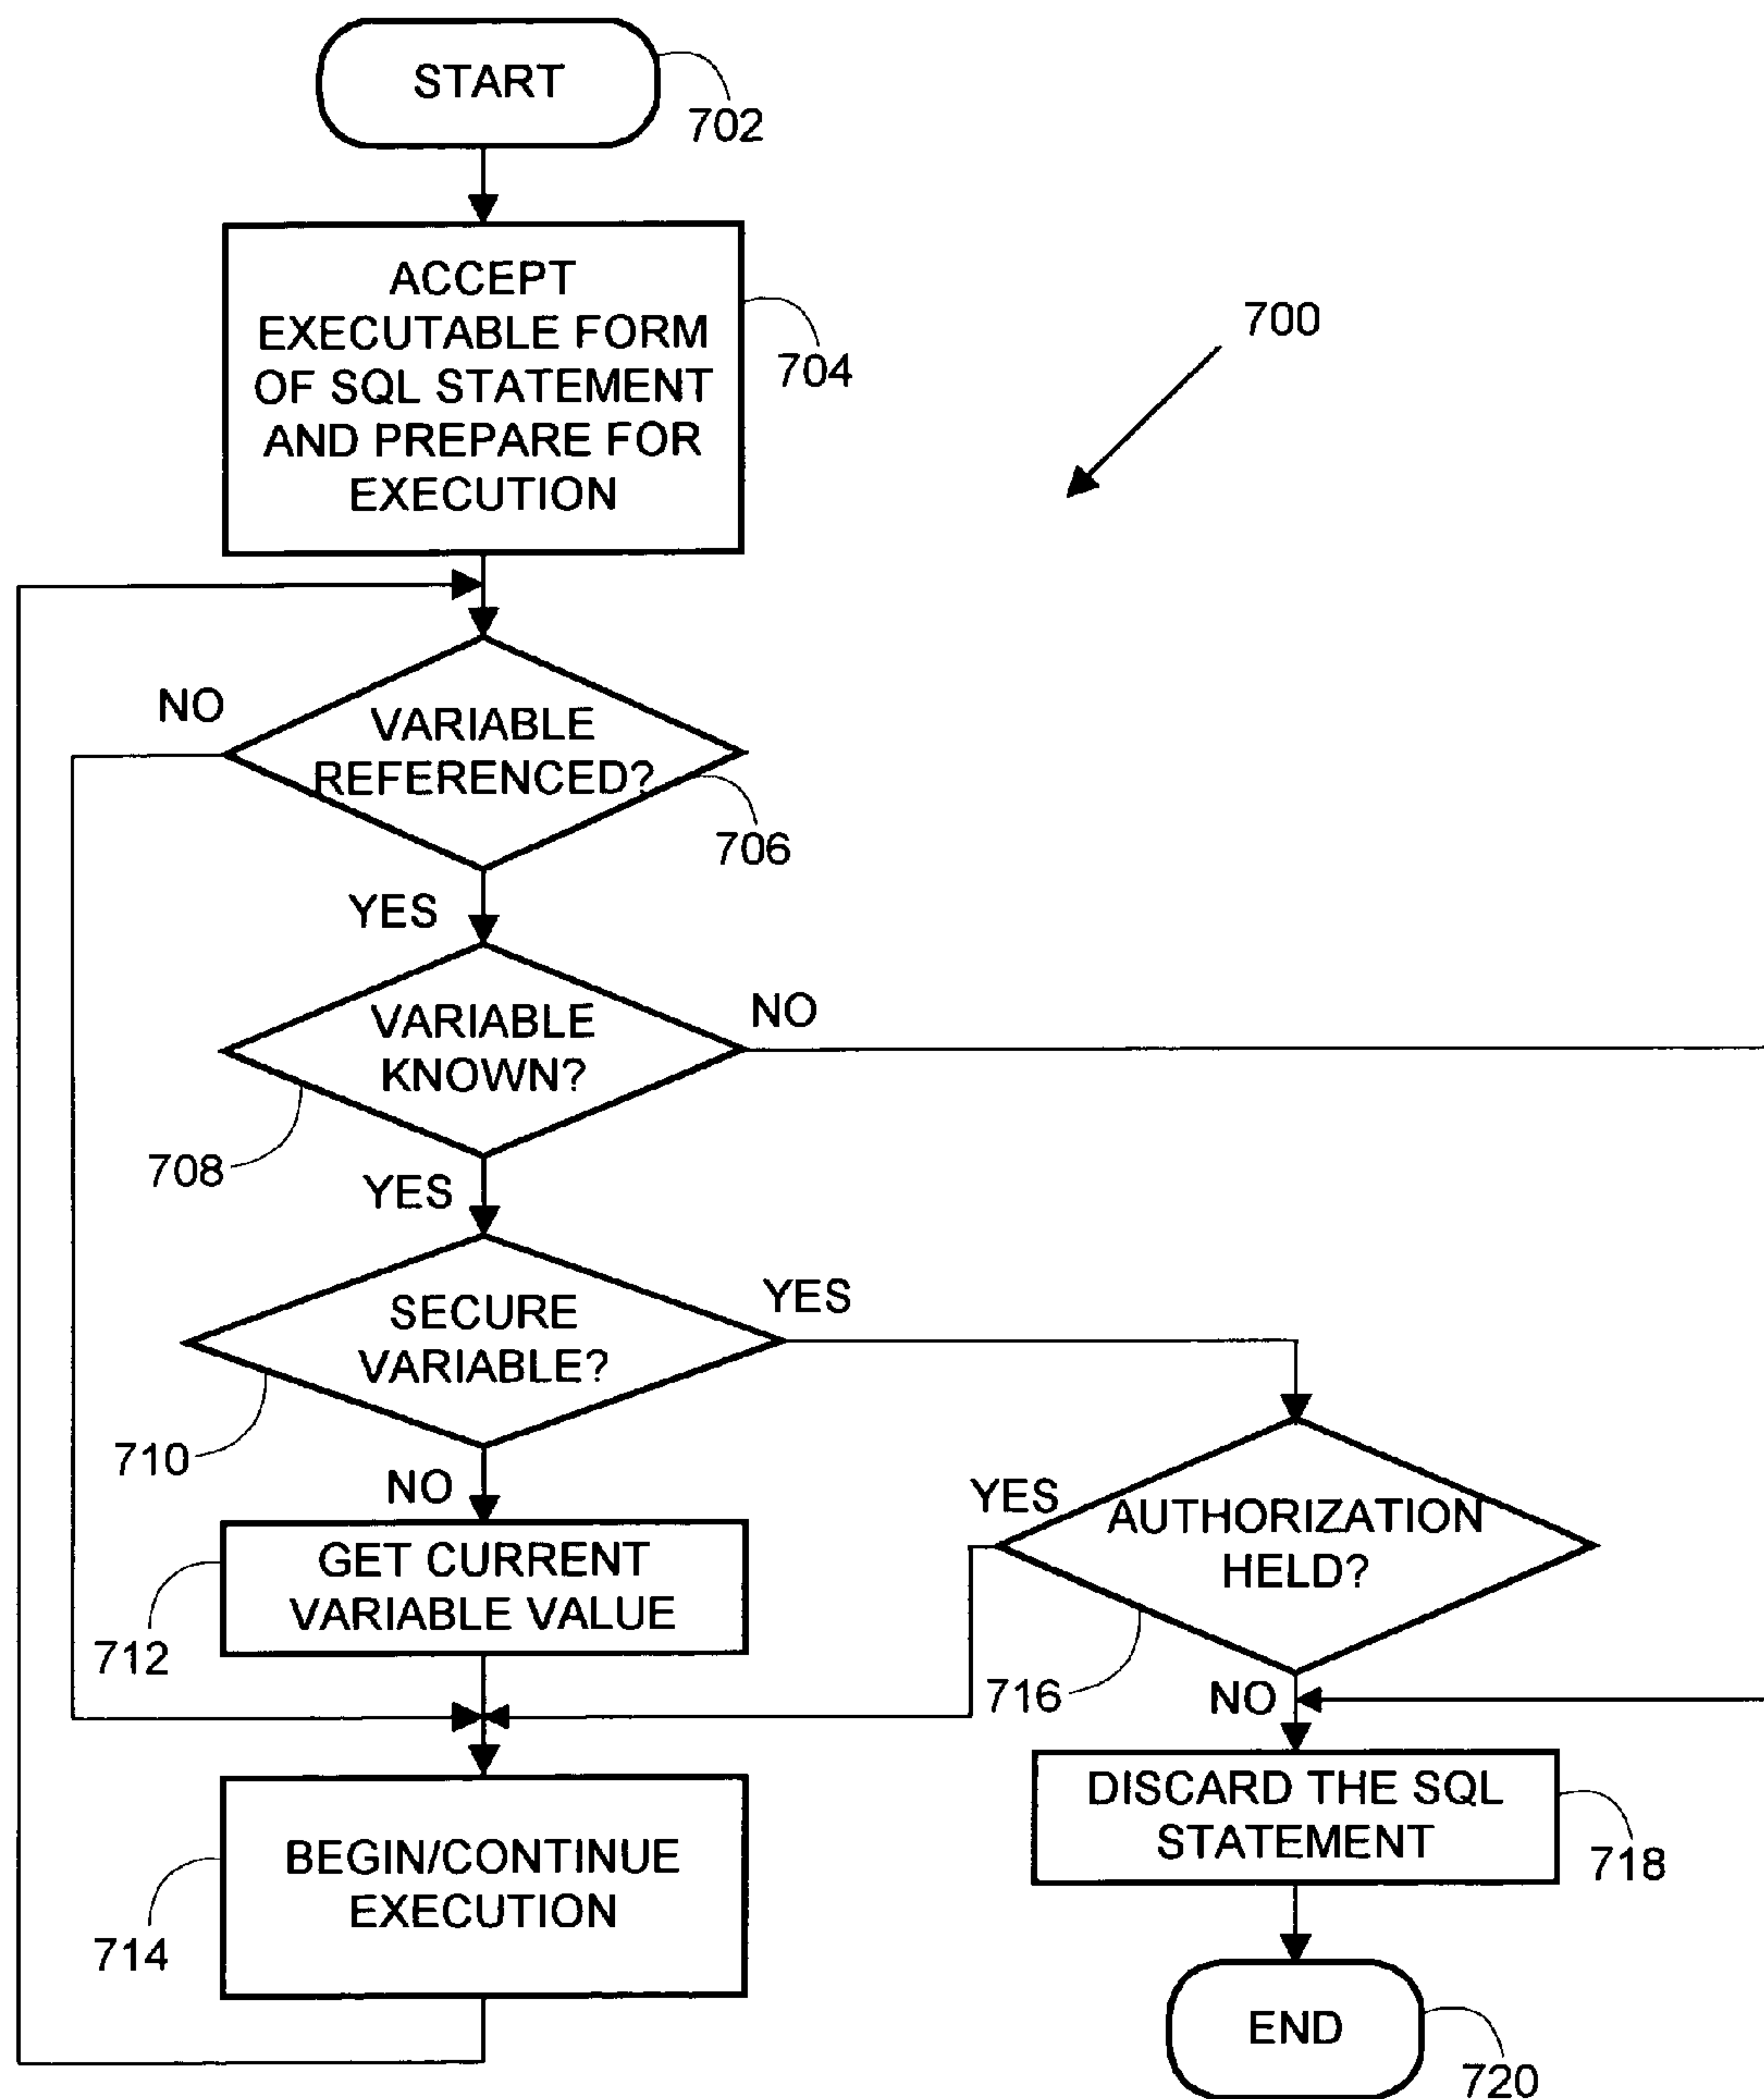 START
702
ACCEPT
EXECUTABLE FORM
OF SQL STATEMENT
AND PREPARE FOR
EXECUTION
704
700
NO
VARIABLE
REFERENCED?
706
YES
VARIABLE
KNOWN?
NO
708
YES
SECURE
VARIABLE?
YES
710
NO
GET CURRENT
VARIABLE VALUE
712
YES
AUTHORIZATION
HELD?
716
NO
BEGIN/CONTINUE
EXECUTION
714
DISCARD THE SQL
STATEMENT
718
END
720